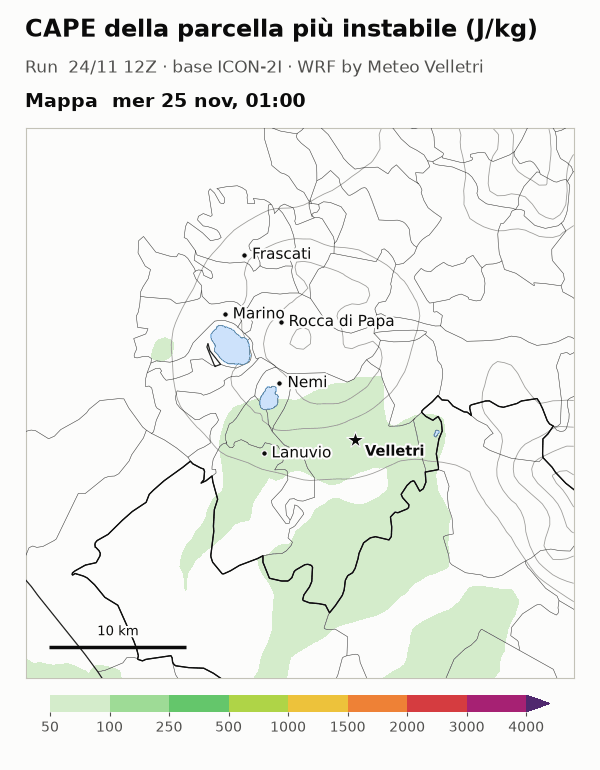 CAPE della parcella più instabile (J/kg)
Run  24/11 12Z · base ICON-2I · WRF by Meteo Velletri
Mappa  mer 25 nov, 01:00
Frascati
Marino
Rocca di Papa
Nemi
Velletri
Lanuvio
10 km
50 100 250 500 1000 1500 2000 3000 4000